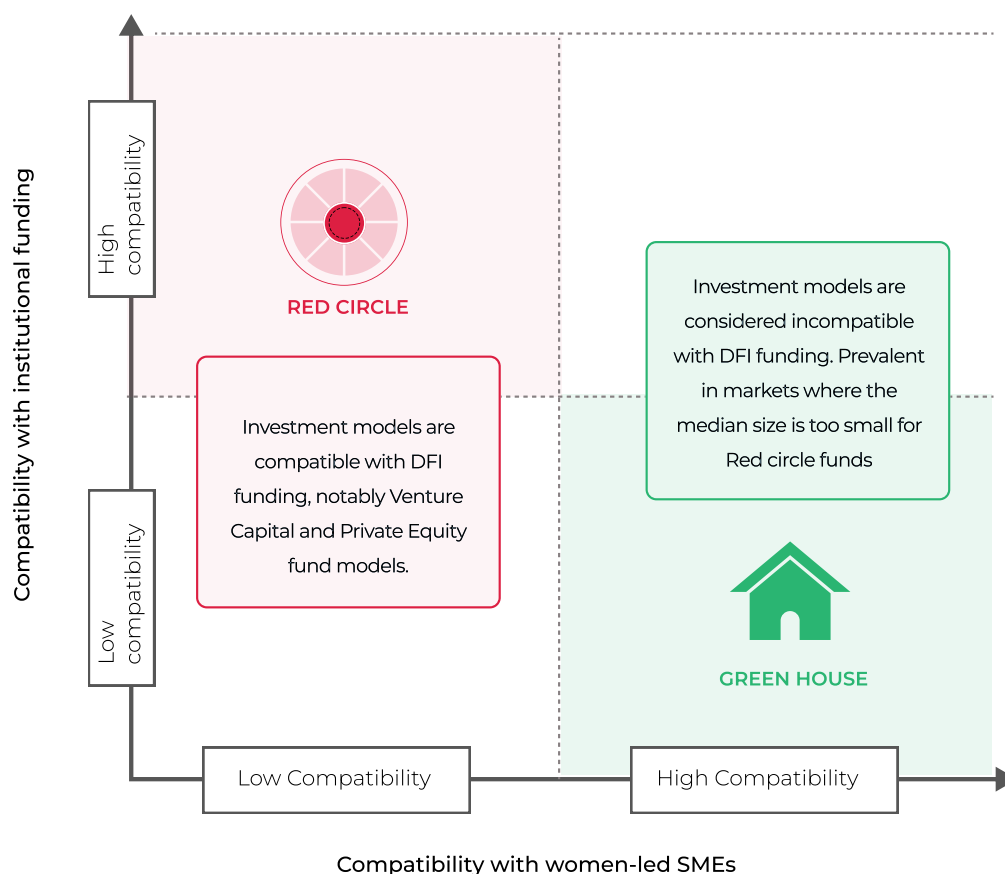 Compatibility with institutional funding
High
compatibility
Low
compatibility
RED CIRCLE
Investment models are
compatible with DFI
funding, notably Venture
Capital and Private Equity
fund models.
Investment models are
considered incompatible
with DFI funding. Prevalent
in markets where the
median size is too small for
Red circle funds
GREEN HOUSE
Low Compatibility
High Compatibility
Compatibility with women-led SMEs